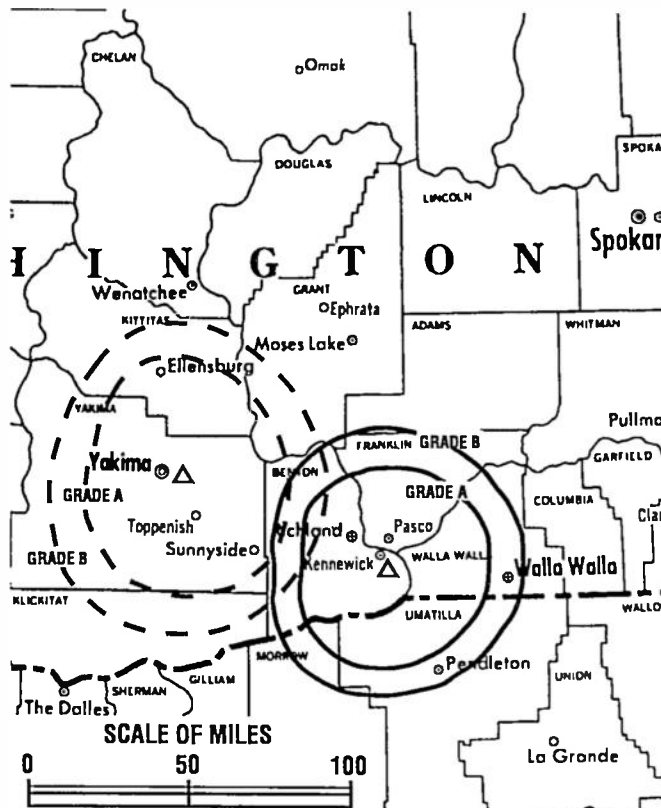 CHELAN
Omak
DOUGLAS
SPOKA
LINCOLN
Spokan
H I N G T O N
Wenatchee
GRANT
Ephrata
KITTITAS
ADAMS
WHITMAN
Moses Lake
Ellensburg
YAKIMA
Pullma
FRANKLIN
GRADE B
GARFIELD
Yakima
BENTON
GRADE A
GRADE A
COLUMBIA
Clar
Toppenish
Richland
Pasco
Sunnyside
WALLA WALL
GRADE B
Kennewick
Walla Walla
KLICKITAT
UMATILLA
WALLO
MORROW
GILLIAM
Pendleton
SHERMAN
UNION
The Dalles
SCALE OF MILES
La Grande
0 50 100